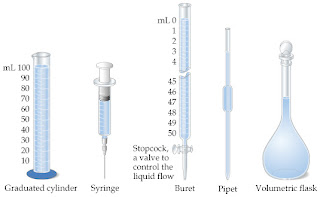 mL 100
90
80
70
60
50
40
30
20
10
Graduated cylinder
Syringe
mL 0
1
2
3
4
45
46
47
48
49
50
Stopcock,
a valve to
control the
liquid flow
Buret
Pipet
Volumetric flask